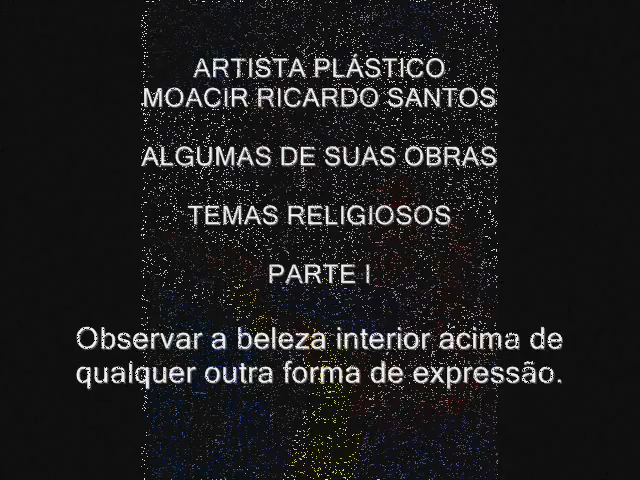 ARTISTA PLÁSTICO
MOACIR RICARDO SANTOS
ALGUMAS DE SUAS OBRAS
TEMAS RELIGIOSOS
PARTE I
Observar a beleza interior acima de
qualquer outra forma de expressão.